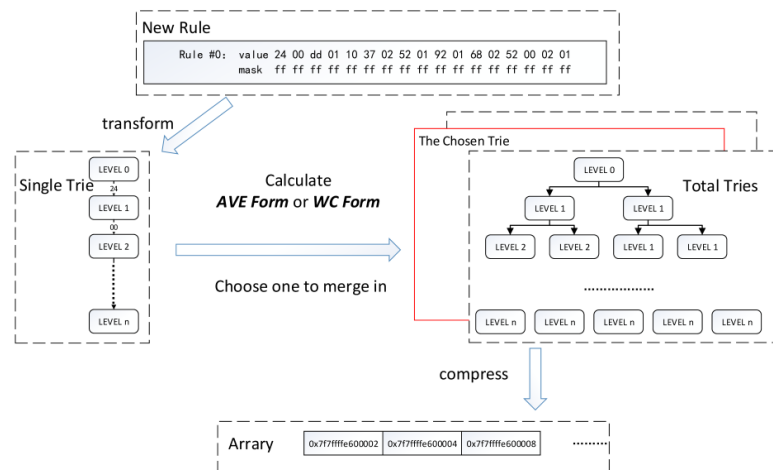 New Rule
Rule #0: value 24 00 dd 01 10 37 02 52 01 92 01 68 02 52 00 02 01
mask ff ff ff ff ff ff ff ff ff ff ff ff ff ff ff ff ff
transform
The Chosen Trie
Single Trie
LEVEL 0
24
LEVEL 1
00
LEVEL 2
LEVEL n
Calculate
AVE Form or WC Form
Choose one to merge in
Total Tries
LEVEL 0
LEVEL 1 LEVEL 1
LEVEL 2 LEVEL 2 LEVEL 1 LEVEL 1
LEVEL n LEVEL n LEVEL n LEVEL n LEVEL n
compress
Arrary 0x7f7ffffe600002 0x7f7ffffe600004 0x7f7ffffe600008